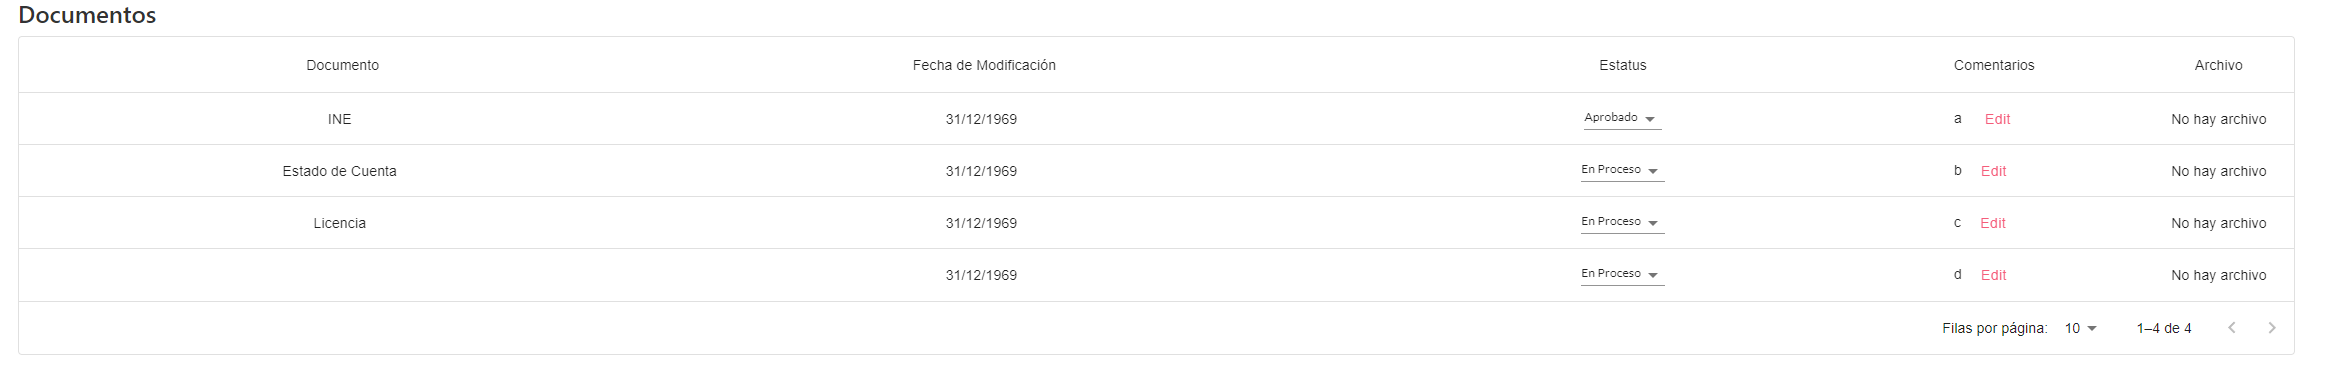 Documentos
Documento Fecha de Modificación Estatus Comentarios Archivo
INE 31/12/1969 Aprobado a Edit No hay archivo
Estado de Cuenta 31/12/1969 En Proceso b Edit No hay archivo
Licencia 31/12/1969 En Proceso c Edit No hay archivo
31/12/1969 En Proceso d Edit No hay archivo
Filas por página: 10 1–4 de 4